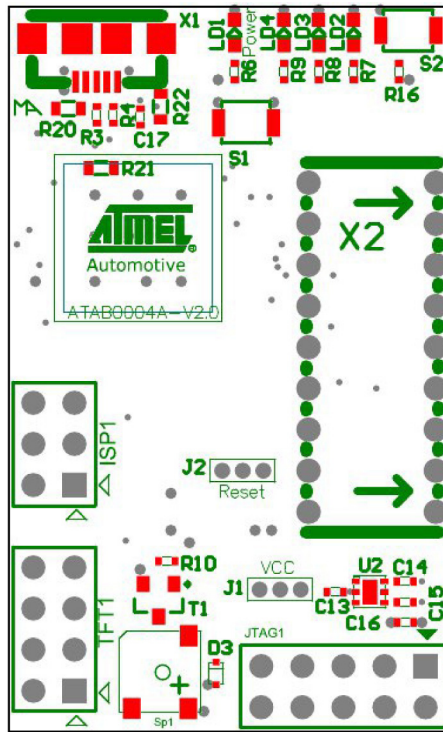 X1
LD1
Power
LD4
LD3
LD2
S2
R6
R9
R8
R7
R16
R20
R3
R4
C17
R22
S1
R21
ATMEL
®
Automotive
ATAB0004A-V2.0
X2
ISP1
J2
Reset
R10
VCC
U2
C14
J1
C13
C15
T1
C16
TFT1
D3
JTAG1
Sp1